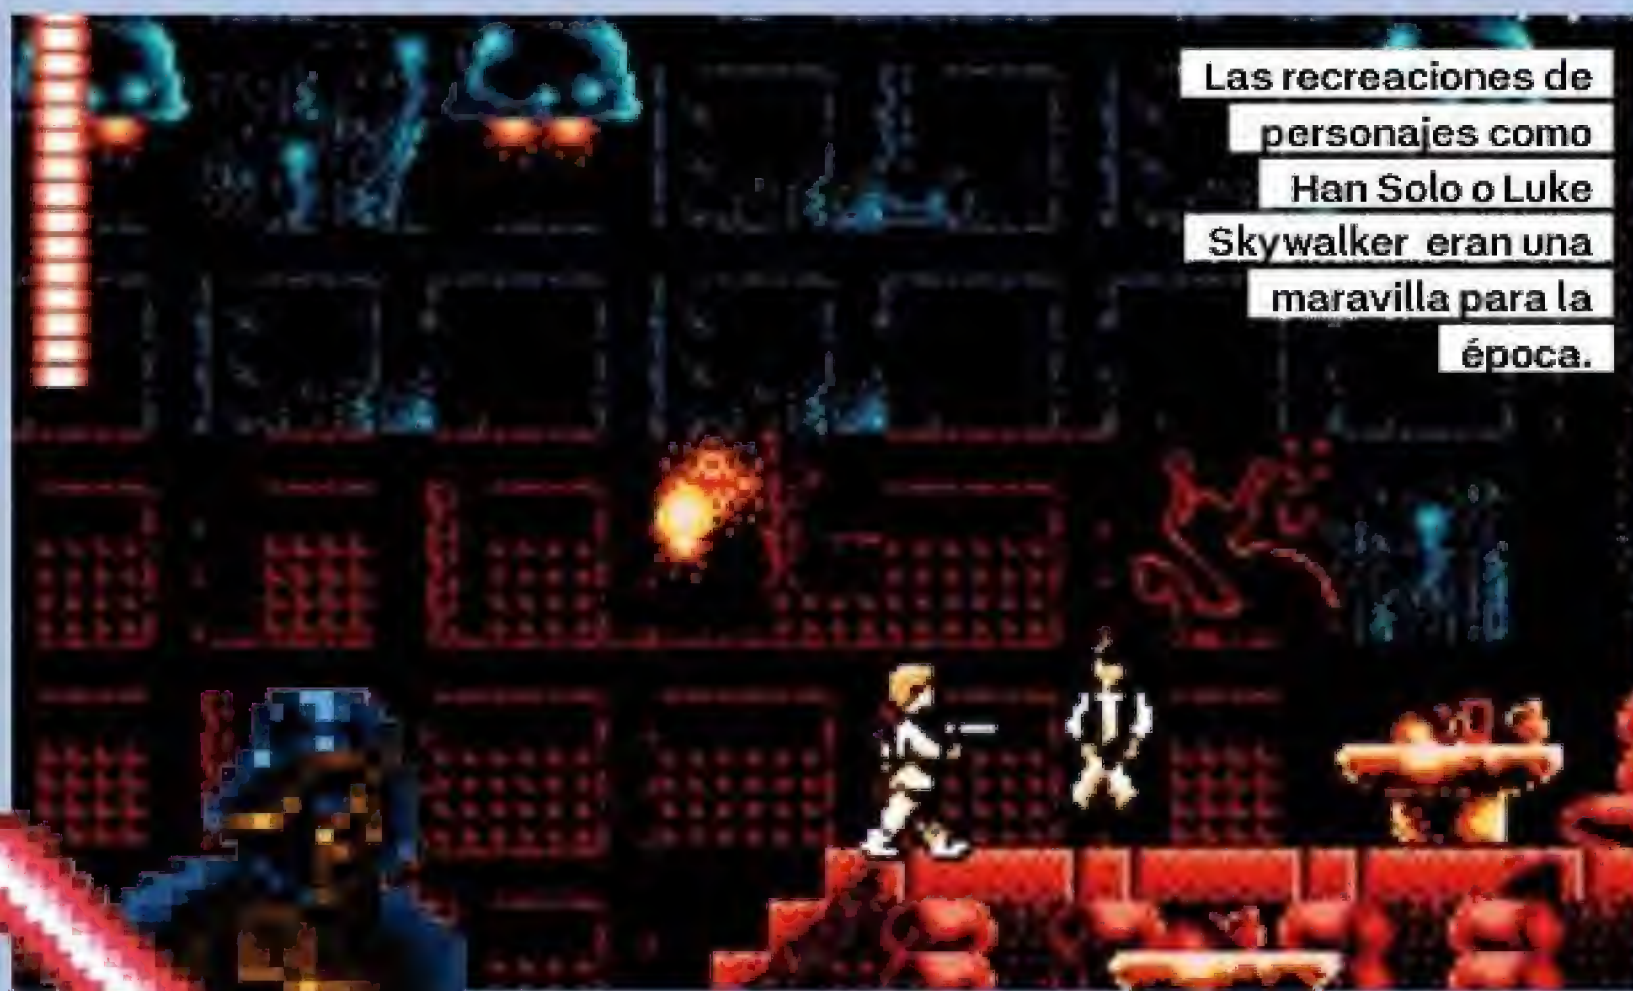 Las recreaciones de
personajes como
Han Solo o Luke
Skywalker eran una
maravilla para la
época.